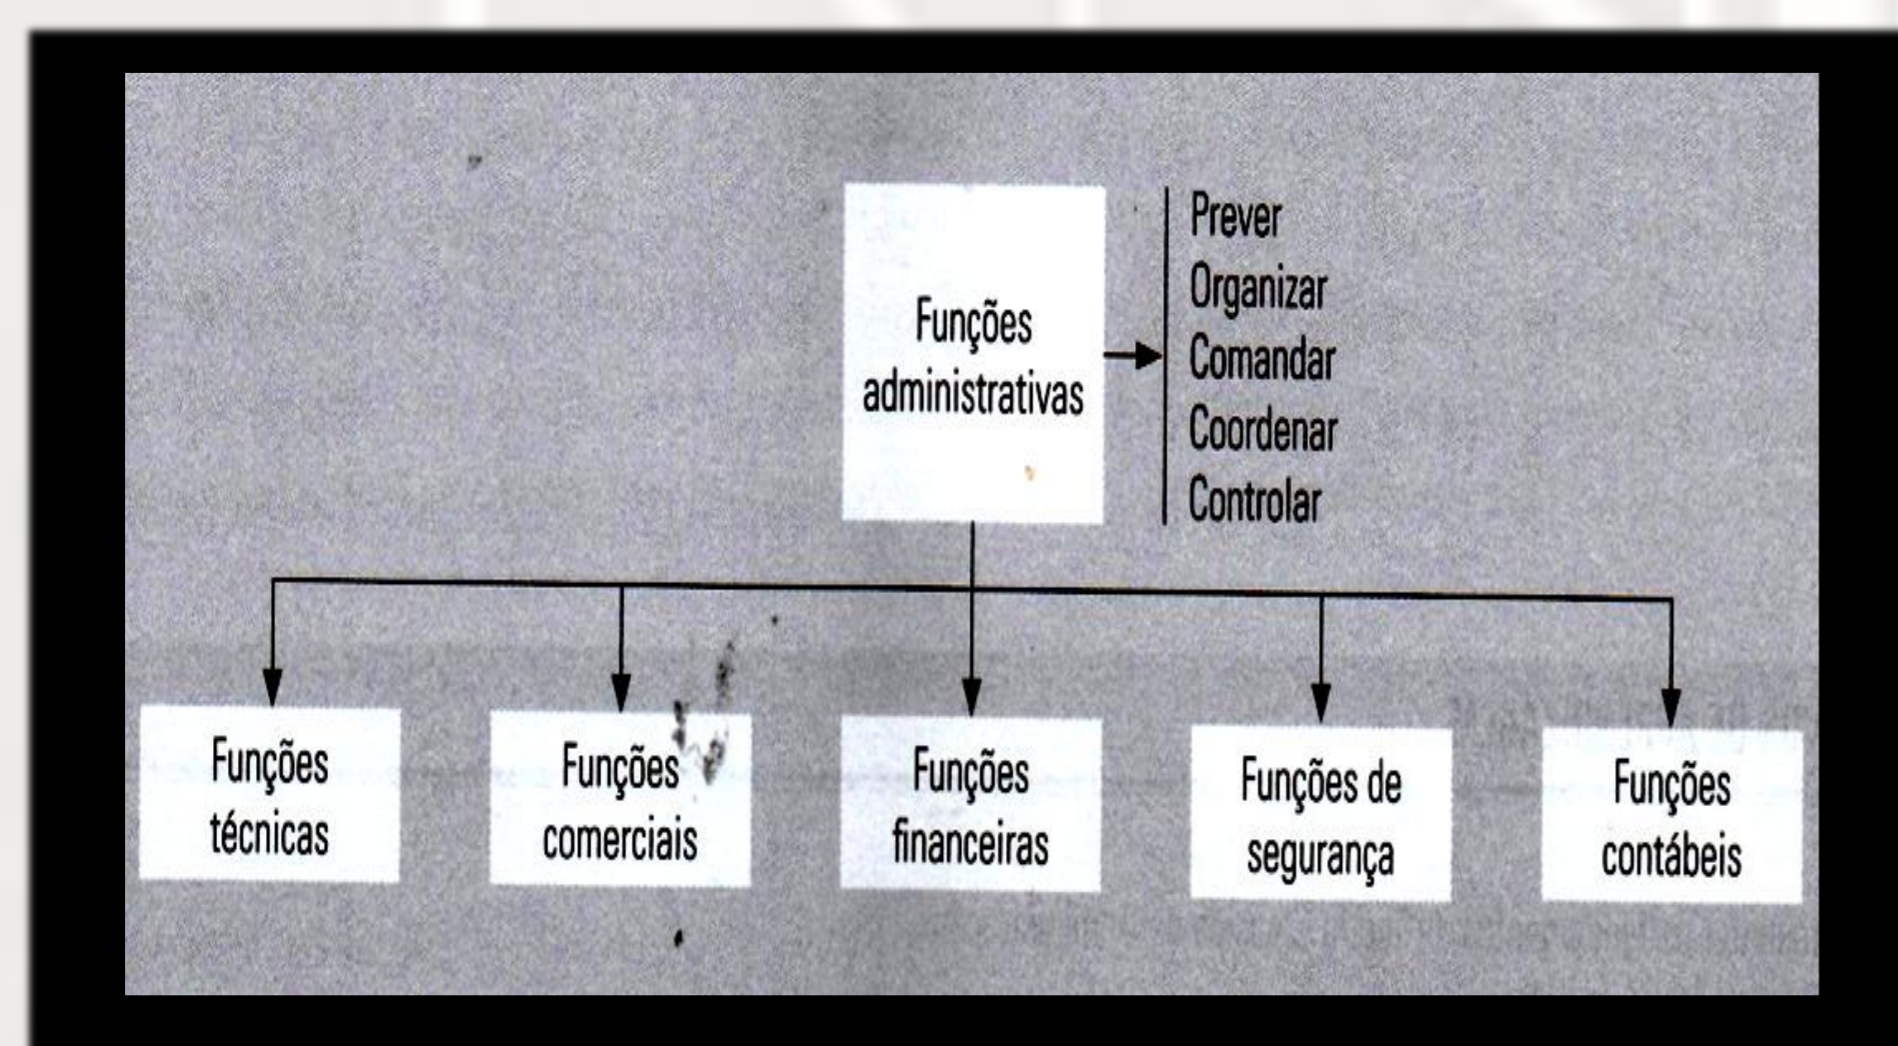 Funções
administrativas
Prever
Organizar
Comandar
Coordenar
Controlar
Funções
técnicas
Funções
comerciais
Funções
financeiras
Funções de
segurança
Funções
contábeis